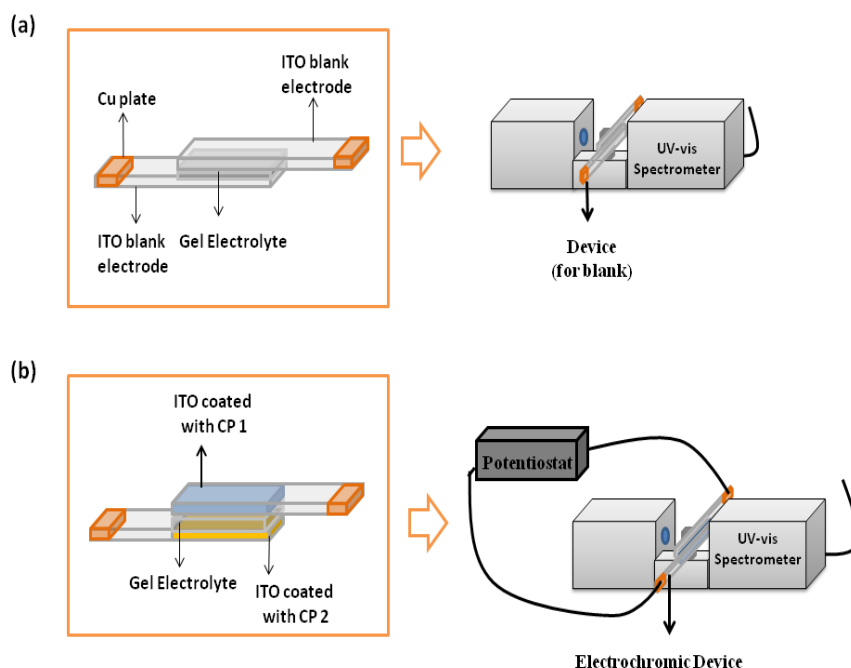 (a)
ITO blank
electrode
Cu plate
ITO blank
electrode
Gel Electrolyte
UV-vis
Spectrometer
Device
(for blank)
(b)
ITO coated
with CP 1
Gel Electrolyte
ITO coated
with CP 2
Potentiostat
UV-vis
Spectrometer
Electrochromic Device